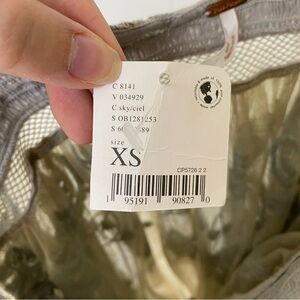 C 8141
V 034929
C sky/ciel
S OB1281253
size
XS
CP5726 2 2
1 95191 90827 0